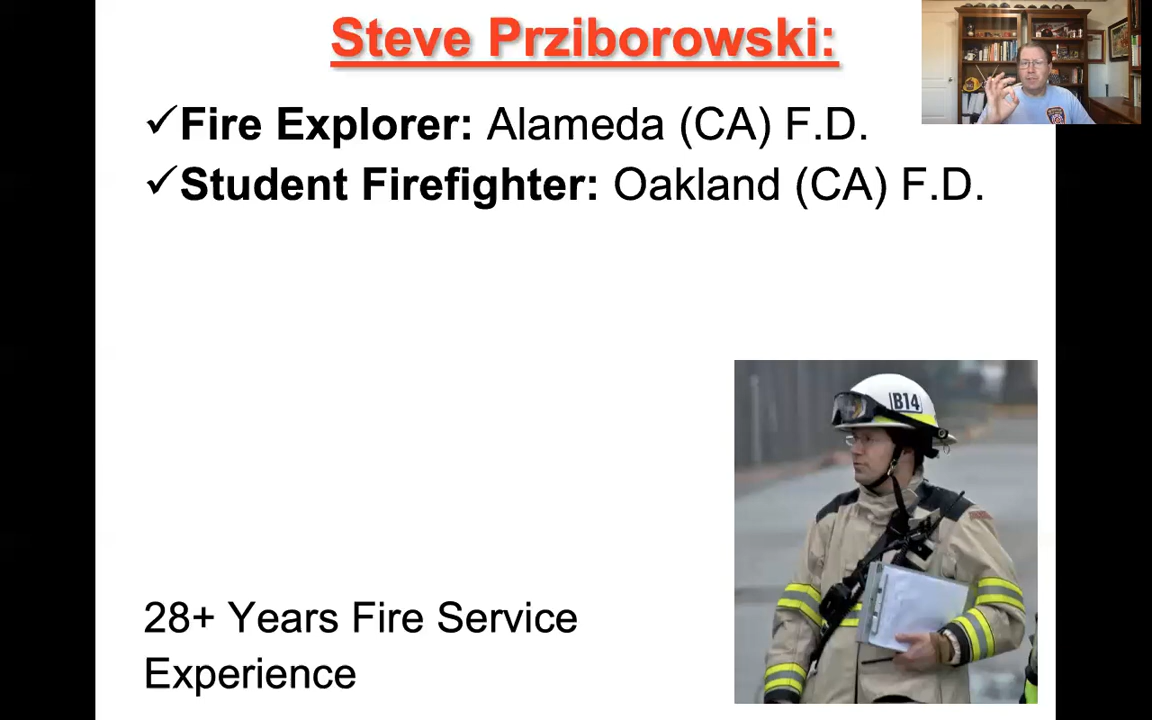 Steve Prziborowski:
✓Fire Explorer: Alameda (CA) F.D.
✓Student Firefighter: Oakland (CA) F.D.
B14
28+ Years Fire Service
Experience